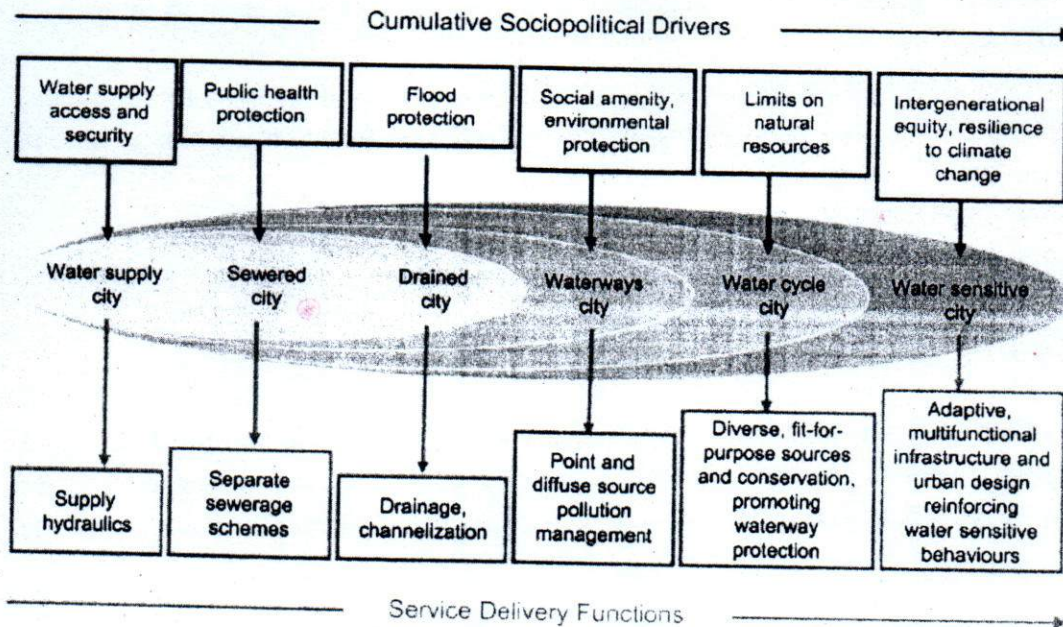 Cumulative Sociopolitical Drivers
Water supply
access and
security
Public health
protection
Flood
protection
Social amenity,
environmental
protection
Limits on
natural
resources
Intergenerational
equity, resilience
to climate
change
Water supply
city
Sewered
city
Drained
city
Waterways
city
Water cycle
city
Water sensitive
city
Supply
hydraulics
Separate
sewerage
schemes
Drainage,
channelization
Point and
diffuse source
pollution
management
Diverse, fit-for-
purpose sources
and conservation,
promoting
waterway
protection
Adaptive,
multifunctional
infrastructure and
urban design
reinforcing
water sensitive
behaviours
Service Delivery Functions